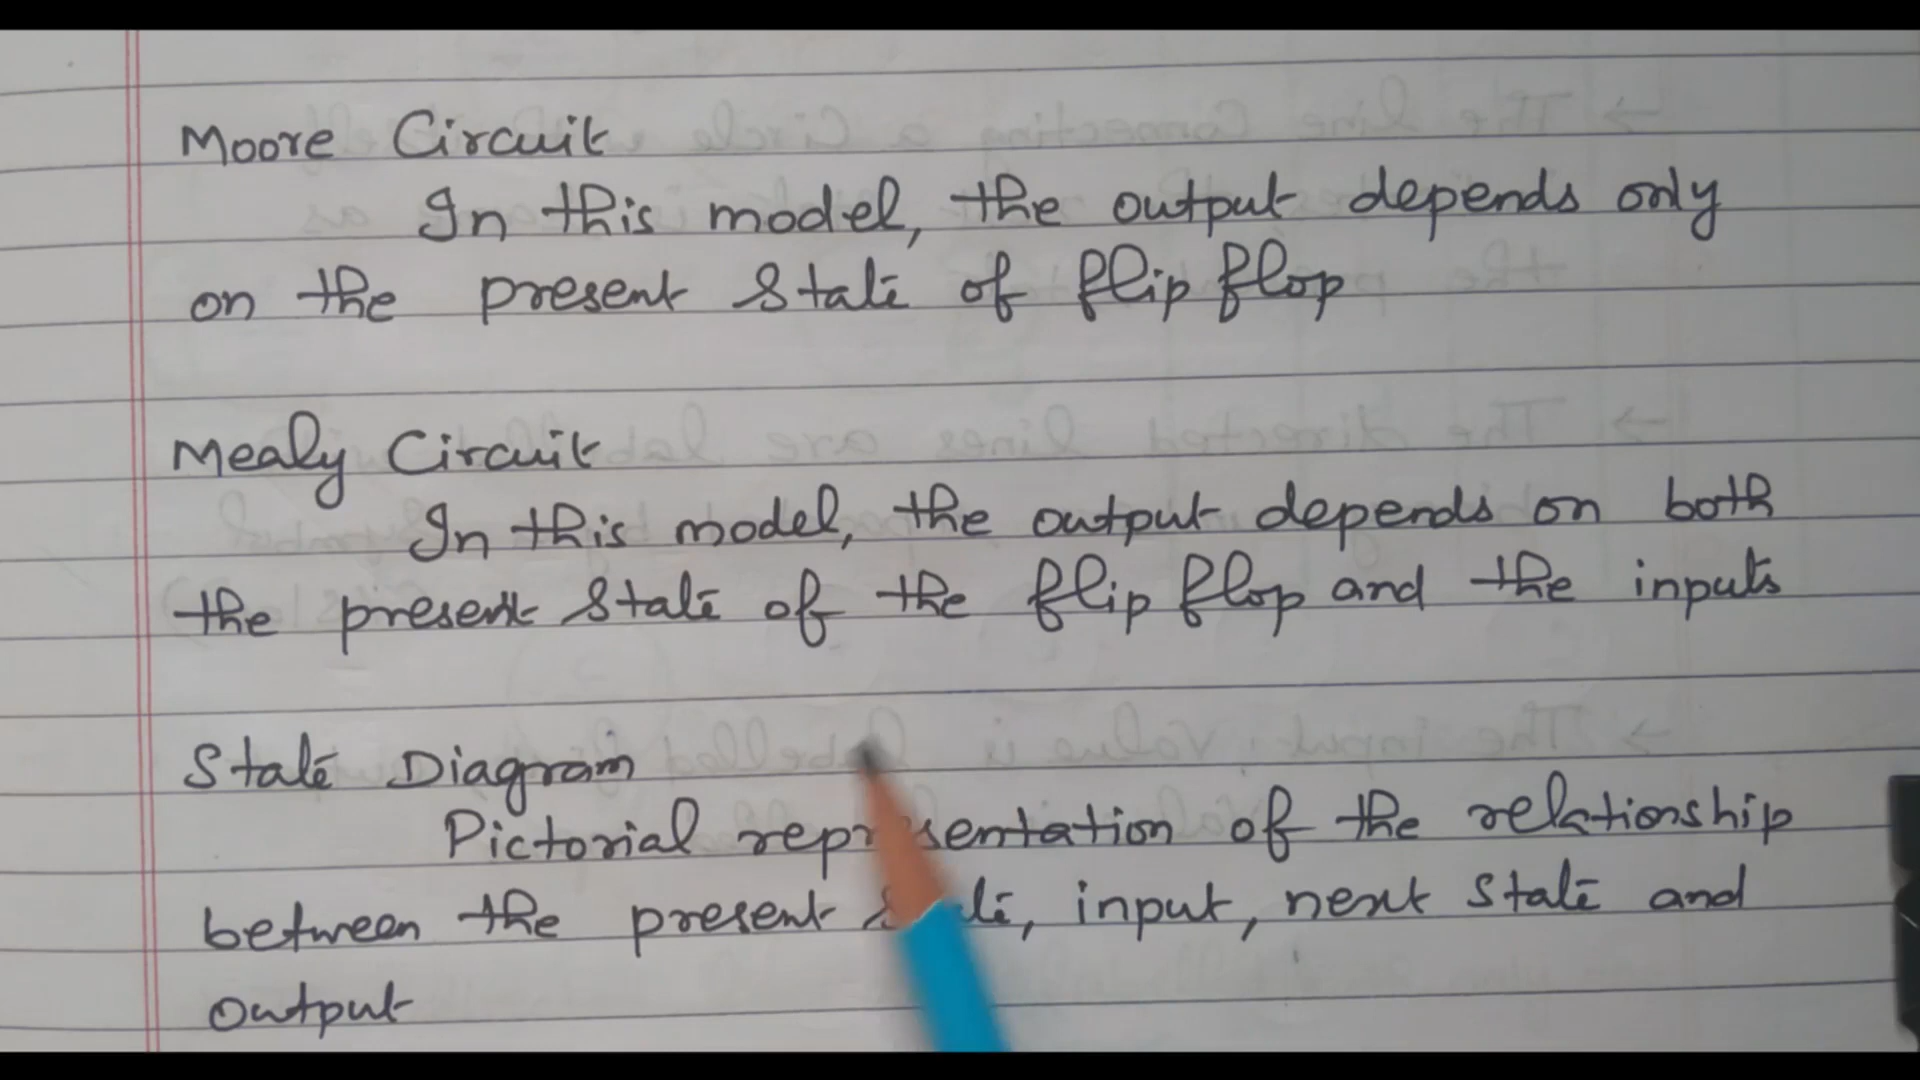 Moore Circuit
In this model, the output depends only
on the present state of flip flop
Mealy Circuit
In this model, the output depends on both
the present state of the flip flop and the inputs
State Diagram
Pictorial representation of the relationship
between the present state, input, next state and
output